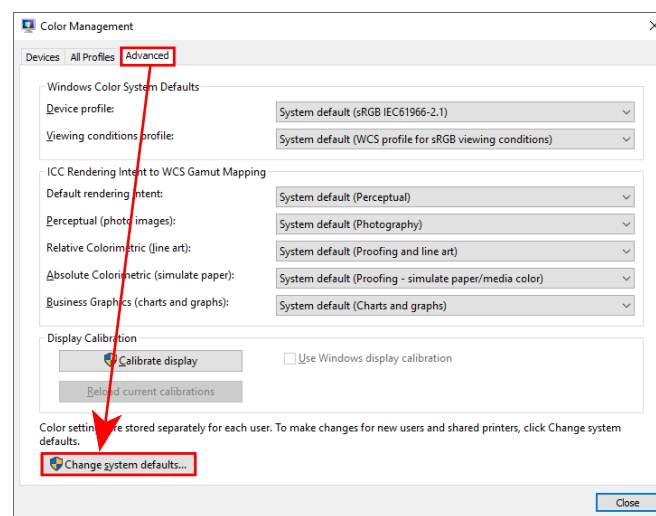 Color Management
Devices All Profiles Advanced
Windows Color System Defaults
Device profile: System default (sRGB IEC61966-2.1)
Viewing conditions profile: System default (WCS profile for sRGB viewing conditions)
ICC Rendering Intent to WCS Gamut Mapping
Default rendering intent: System default (Perceptual)
Perceptual (photo images): System default (Photography)
Relative Colorimetric (line art): System default (Proofing and line art)
Absolute Colorimetric (simulate paper): System default (Proofing - simulate paper/media color)
Business Graphics (charts and graphs): System default (Charts and graphs)
Display Calibration
Calibrate display Use Windows display calibration
Reload current calibrations
Color settings are stored separately for each user. To make changes for new users and shared printers, click Change system
defaults.
Change system defaults...
Close